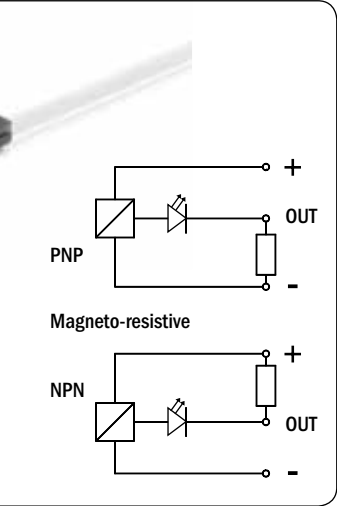 +
OUT
PNP
-
Magneto-resistive
+
NPN
OUT
-